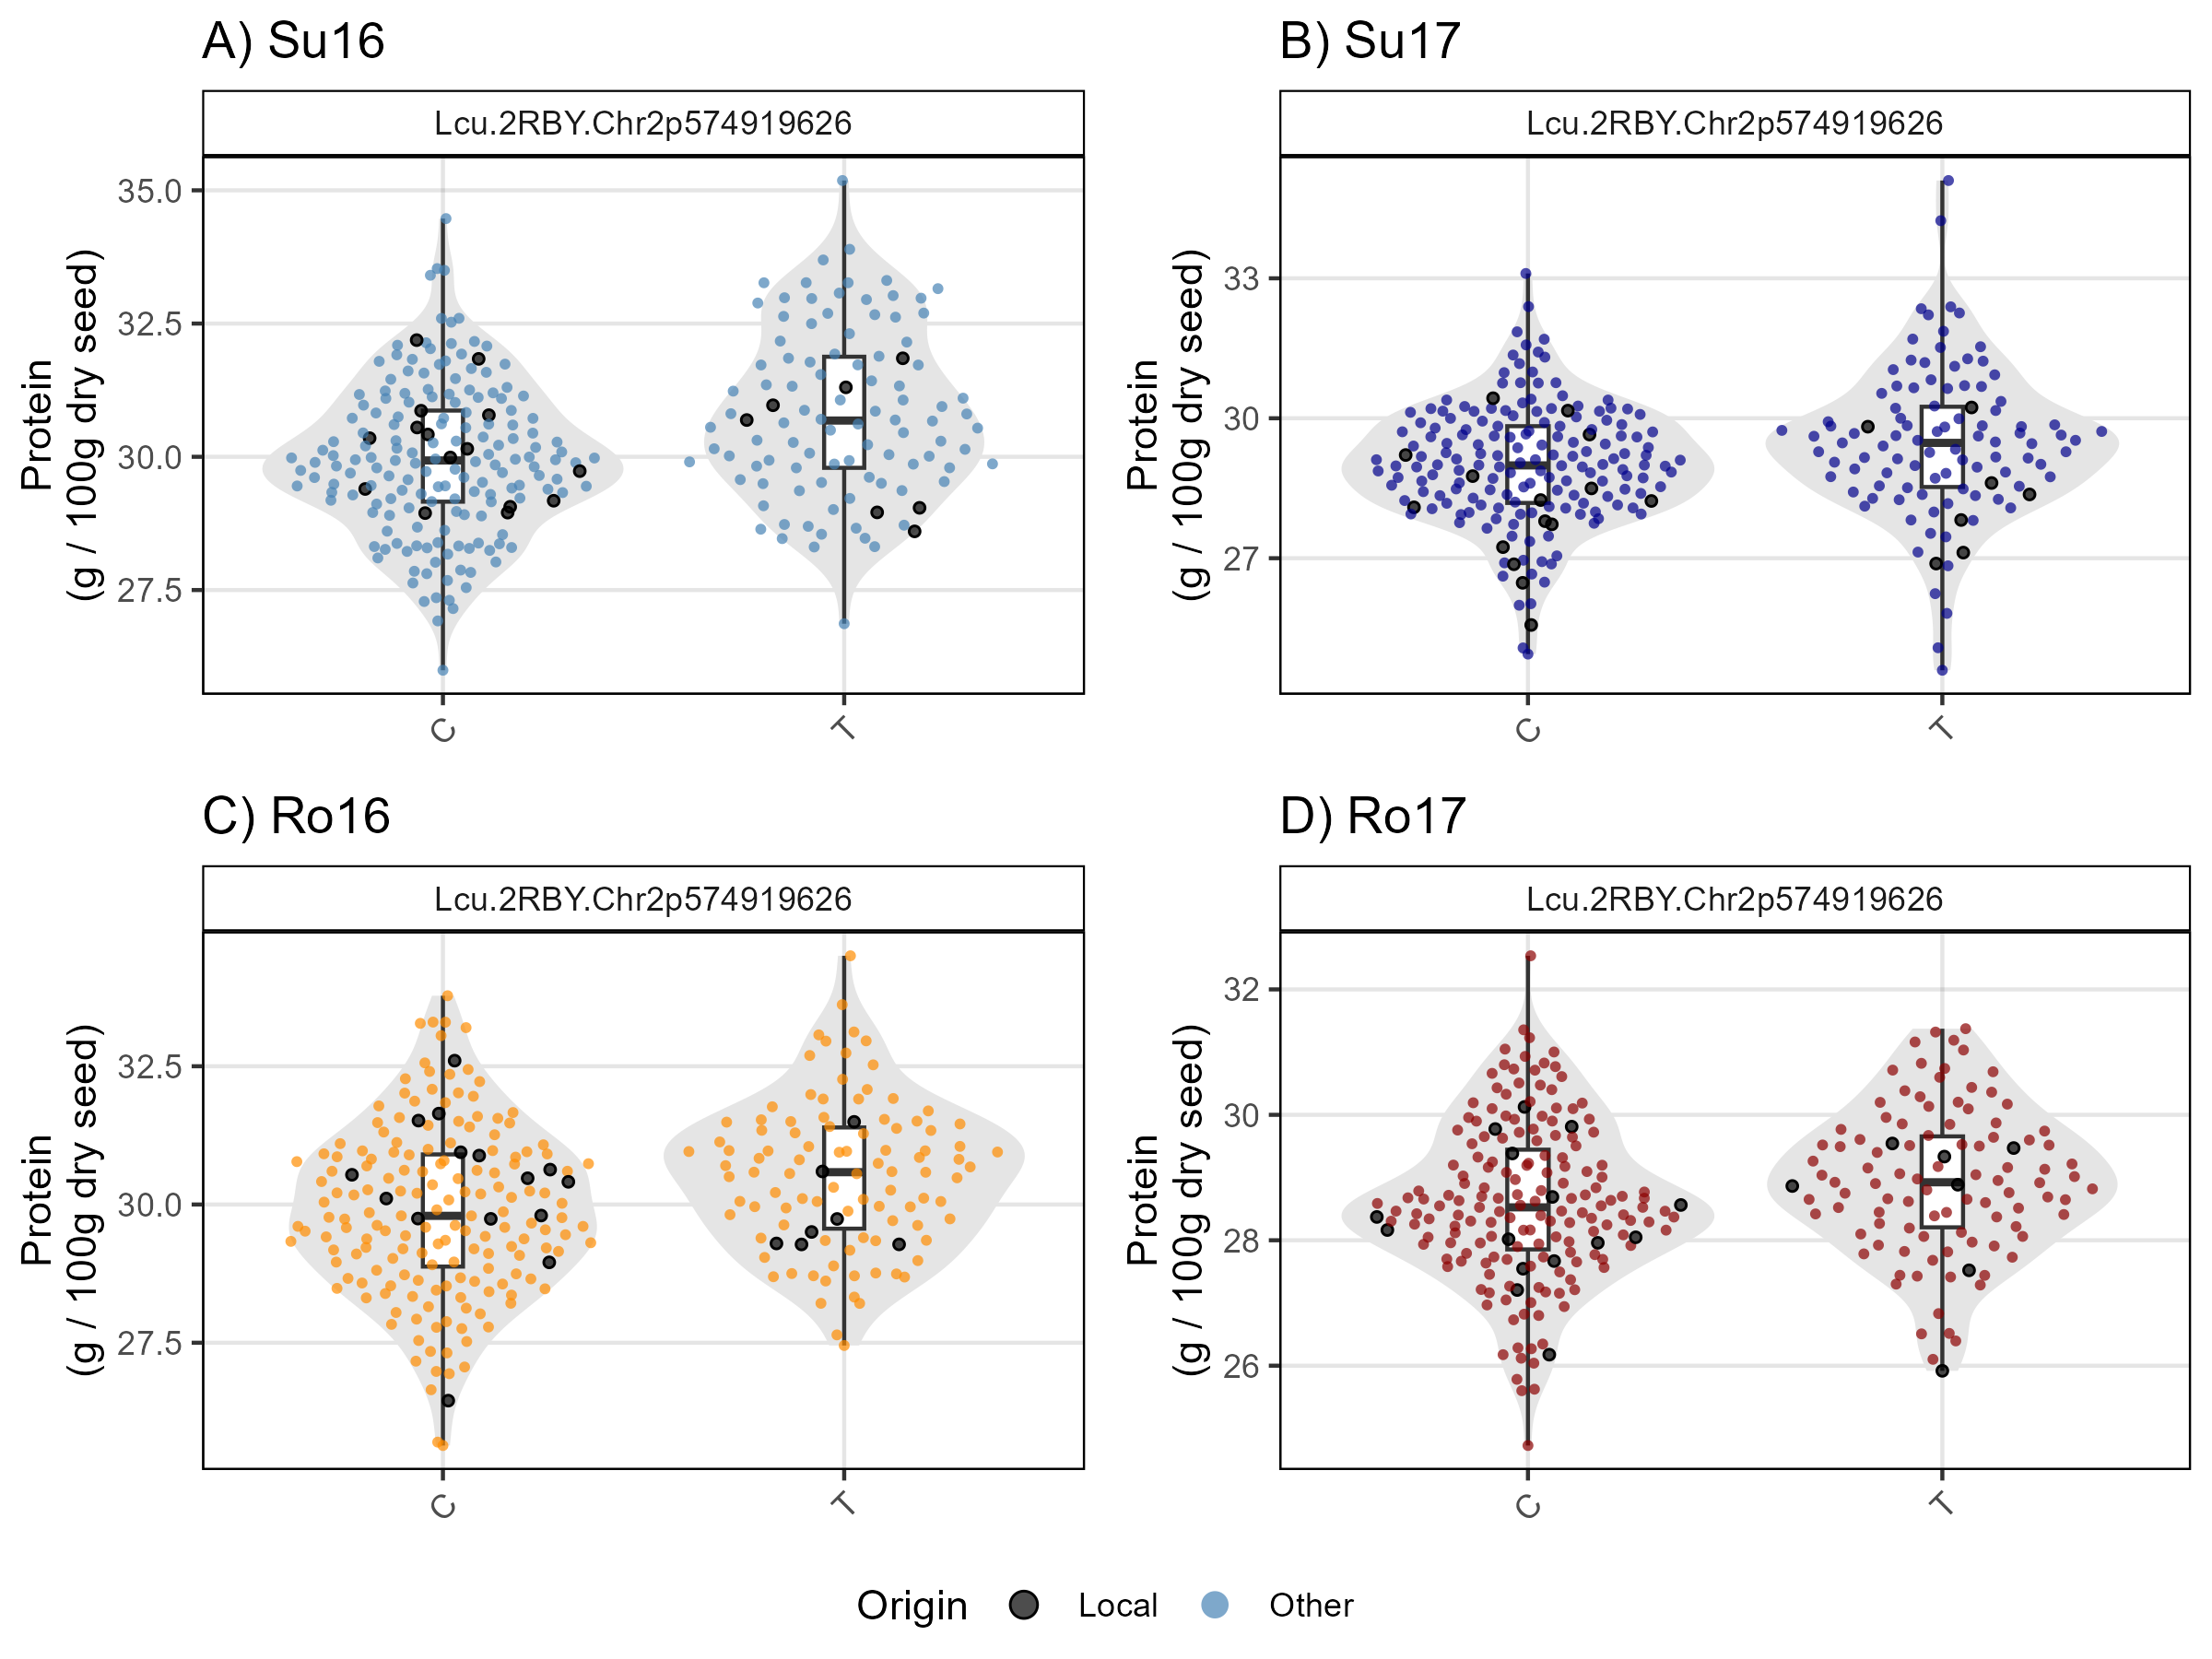 A) Su16
Lcu.2RBY.Chr2p574919626
Protein
(g / 100g dry seed)
35.0
32.5
30.0
27.5
C
T
B) Su17
Lcu.2RBY.Chr2p574919626
Protein
(g / 100g dry seed)
33
30
27
C
T
C) Ro16
Lcu.2RBY.Chr2p574919626
Protein
(g / 100g dry seed)
32.5
30.0
27.5
C
T
D) Ro17
Lcu.2RBY.Chr2p574919626
Protein
(g / 100g dry seed)
32
30
28
26
C
T
Origin Local Other